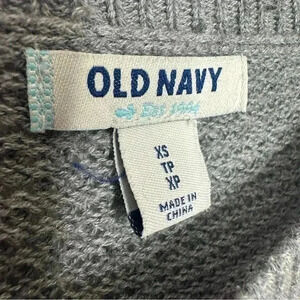 OLD NAVY
Est 1994
XS
TP
XP
MADE IN
CHINA